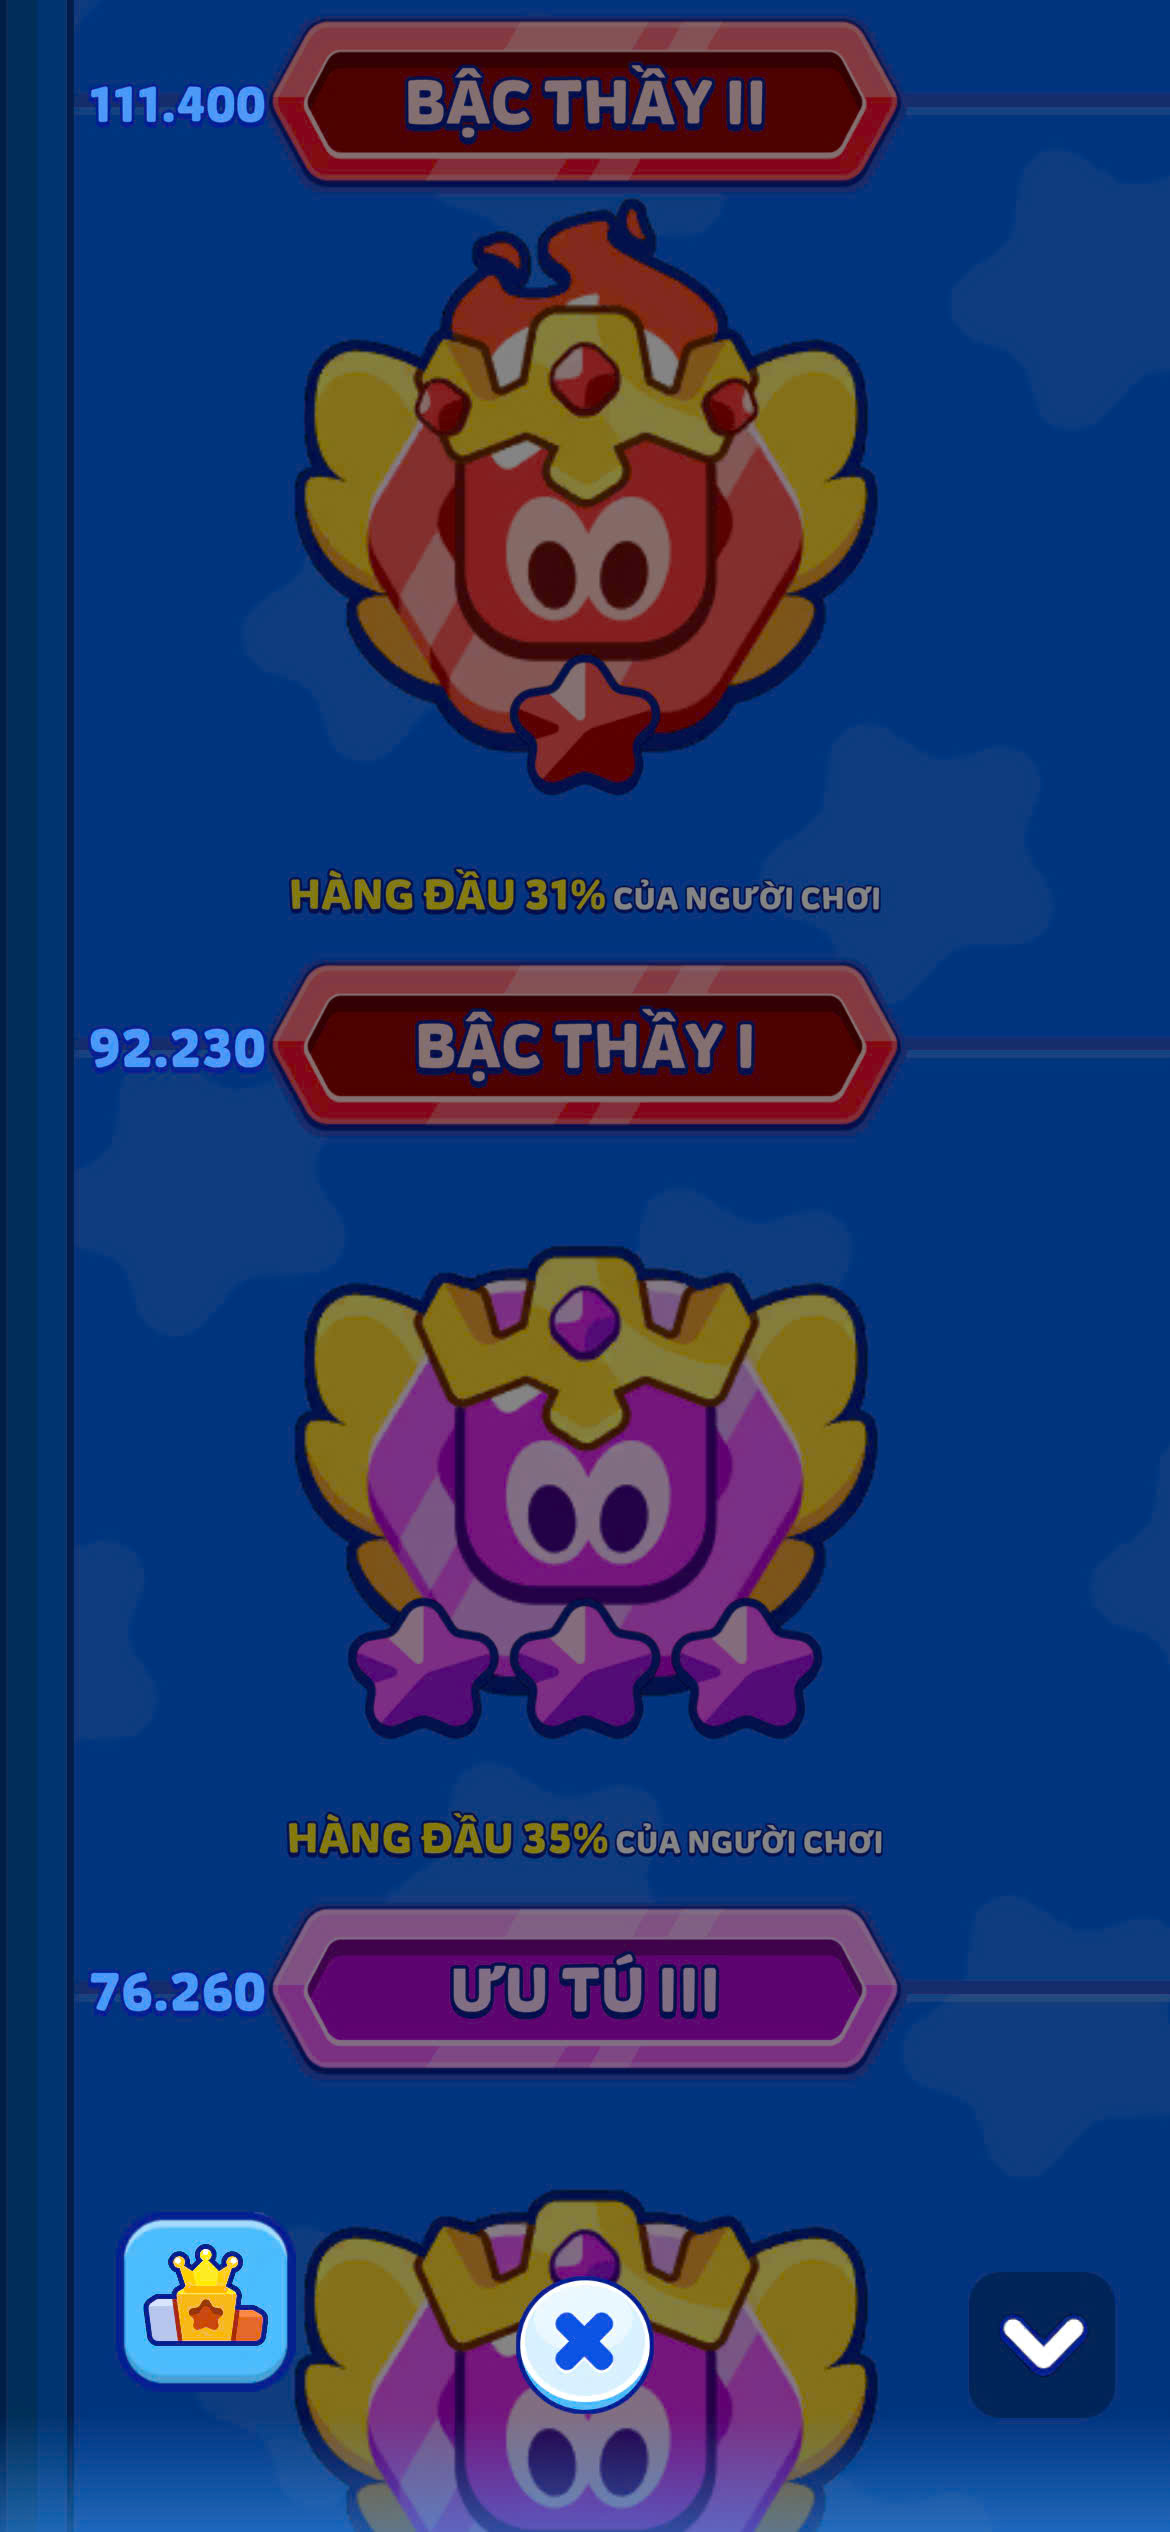 111.400
BẬC THẦY II
HÀNG ĐẦU 31% CỦA NGƯỜI CHƠI
92.230
BẬC THẦY I
HÀNG ĐẦU 35% CỦA NGƯỜI CHƠI
76.260
ƯU TÚ III